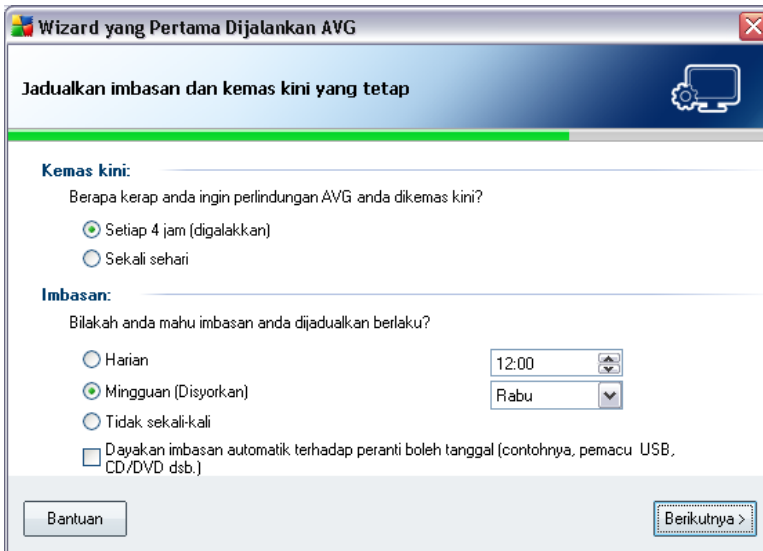 Wizard yang Pertama Dijalankan AVG
Jadualkan imbasan dan kemas kini yang tetap
Kemas kini:
Berapa kerap anda ingin perlindungan AVG anda dikemas kini?
Setiap 4 jam (digalakkan)
Sekali sehari
Imbasan:
Bilakah anda mahu imbasan anda dijadualkan berlaku?
Harian
12:00
Mingguan (Disyorkan)
Rabu
Tidak sekali-kali
Dayakan imbasan automatik terhadap peranti boleh tanggal (contohnya, pemacu USB,
CD/DVD dsb.)
Bantuan
Berikutnya >